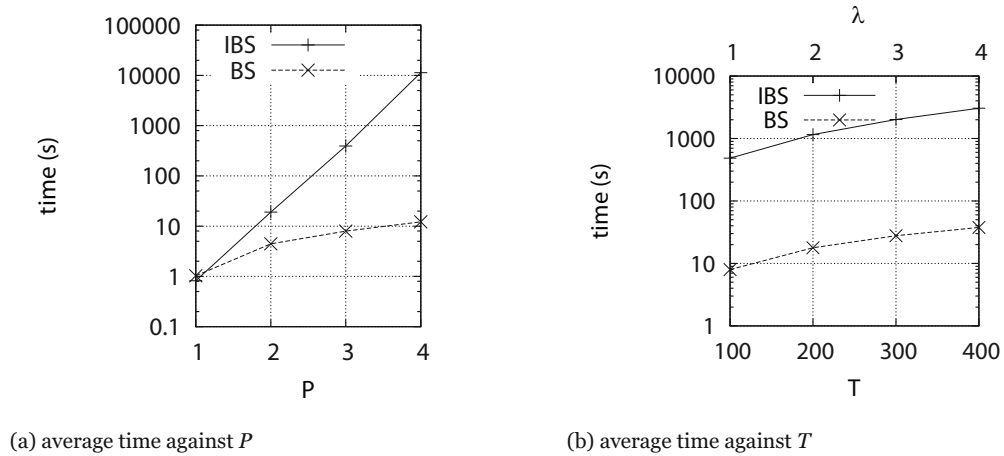 100000
10000
1000
100
10
1
0.1
time (s)
IBS
BS
1 2 3 4
P
(a) average time against P
λ
1 2 3 4
10000
1000
100
10
1
time (s)
IBS
BS
100 200 300 400
T
(b) average time against T